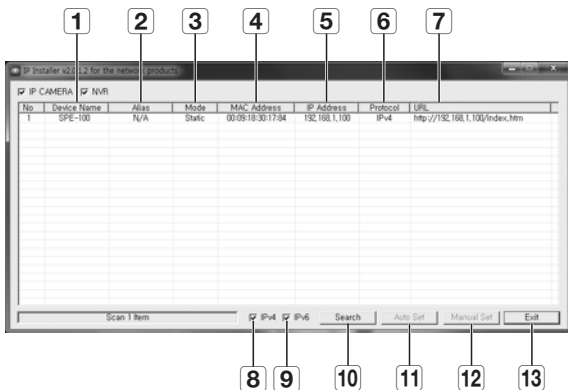 1 2 3 4 5 6 7
IP Installer v2.0.1.2 for the network products
IP CAMERA NVR
No Device Name Alias Mode MAC Address IP Address Protocol URL
1 SPE-100 N/A Static 00:09:18:30:17:84 192,168,1,100 IPv4 http://192,168,1,100/index,htm
Scan 1 Item IPv4 IPv6 Search Auto Set Manual Set Exit
8 9 10 11 12 13